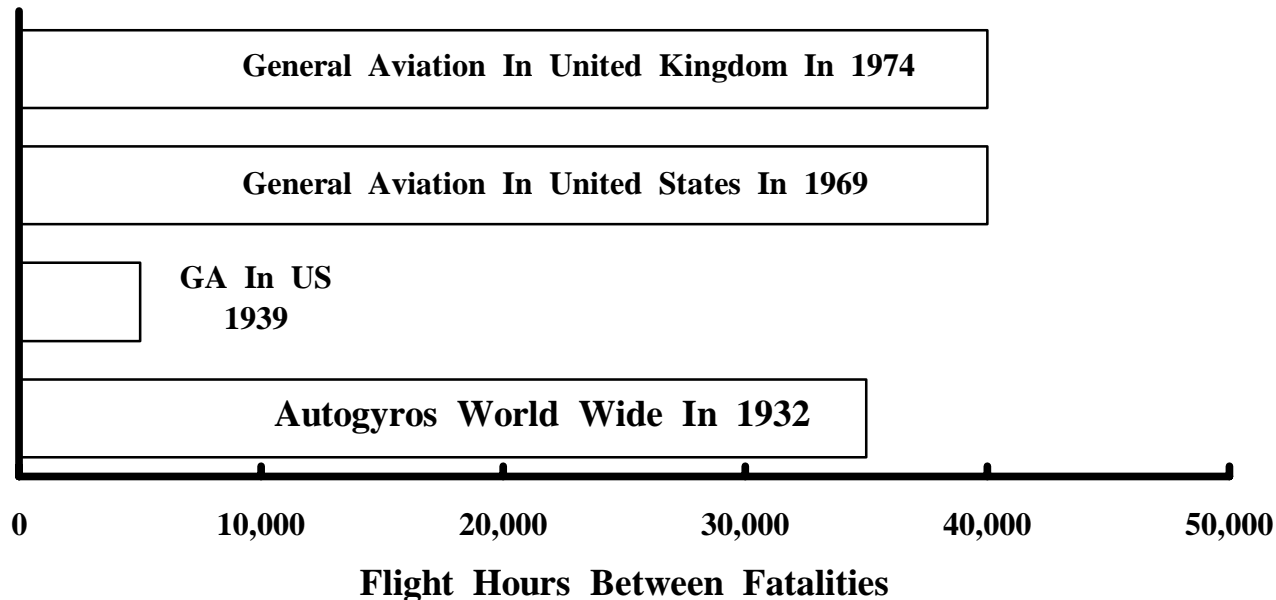 General Aviation In United Kingdom In 1974
General Aviation In United States In 1969
GA In US
1939
Autogyros World Wide In 1932
0 10,000 20,000 30,000 40,000 50,000
Flight Hours Between Fatalities